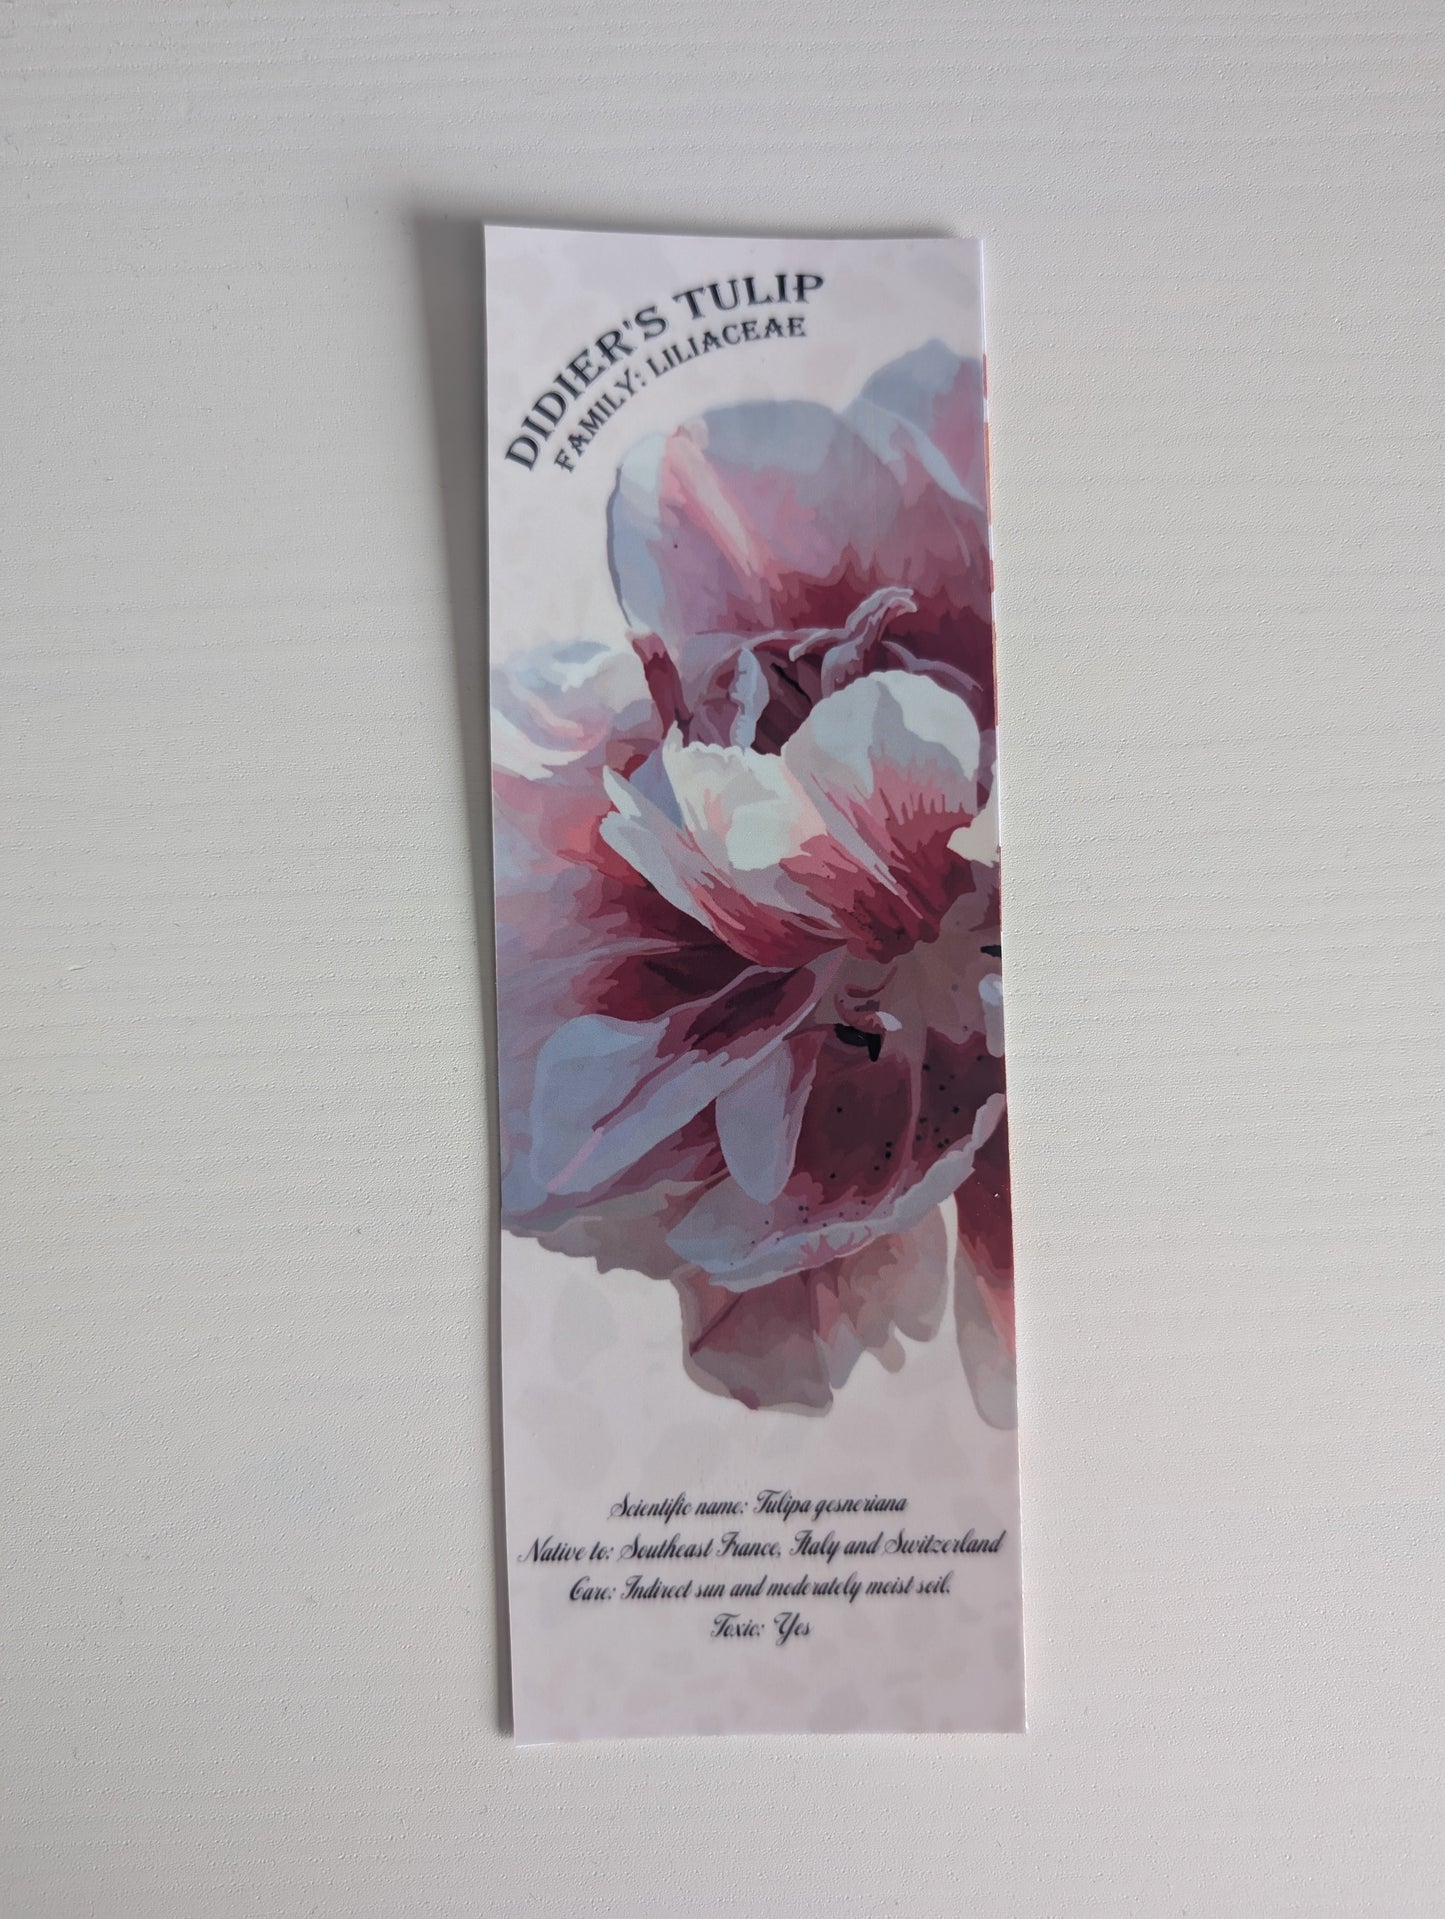 DIDIER'S TULIP
FAMILY: LILIACEAE
Scientific name: Tulipa gesneriana
Native to: Southeast France, Italy and Switzerland
Care: Indirect sun and moderately moist soil.
Toxic: Yes